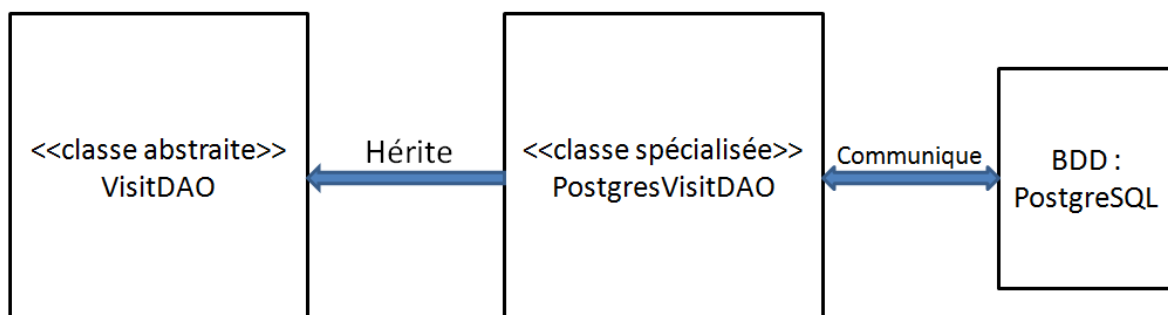 <<classe abstraite>>
VisitDAO
Hérite
<<classe spécialisée>>
PostgresVisitDAO
Communique
BDD :
PostgreSQL